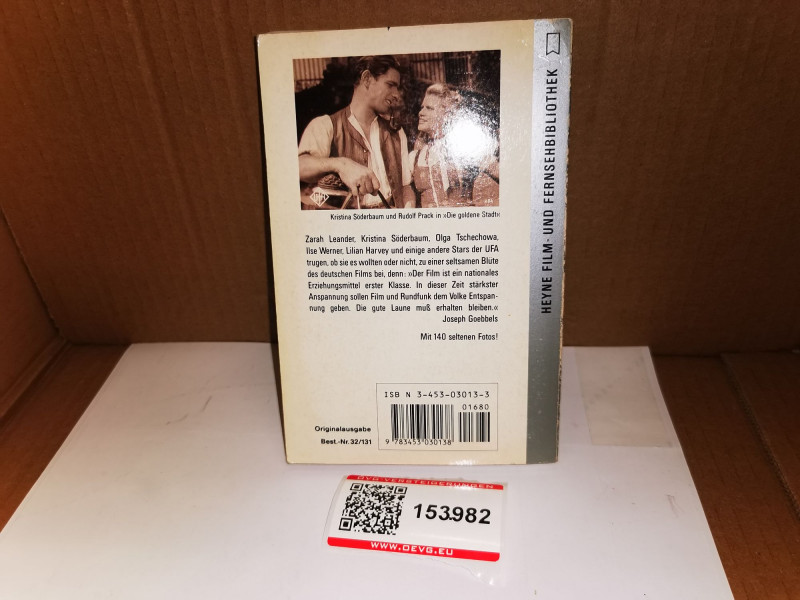 Kristina Söderbaum und Rudolf Prack in »Die goldene Stadt«
Zarah Leander, Kristina Söderbaum, Olga Tschechowa,
Ilse Werner, Lilian Harvey und einige andere Stars der UFA
trugen, ob sie es wollten oder nicht, zu einer seltsamen Blüte
des deutschen Films bei, denn: »Der Film ist ein nationales
Erziehungsmittel erster Klasse. In dieser Zeit stärkster
Anspannung sollen Film und Rundfunk dem Volke Entspan-
nung geben. Die gute Laune muß erhalten bleiben.«
Joseph Goebbels
Mit 140 seltenen Fotos!
ISBN 3-453-03013-3
01680
9 783453 030138
Originalausgabe
Best.-Nr. 32/131
HEYNE FILM- UND FERNSEHBIBLIOTHEK
OVG-VERSTEIGERUNGEN
153982
WWW.OEVG.EU